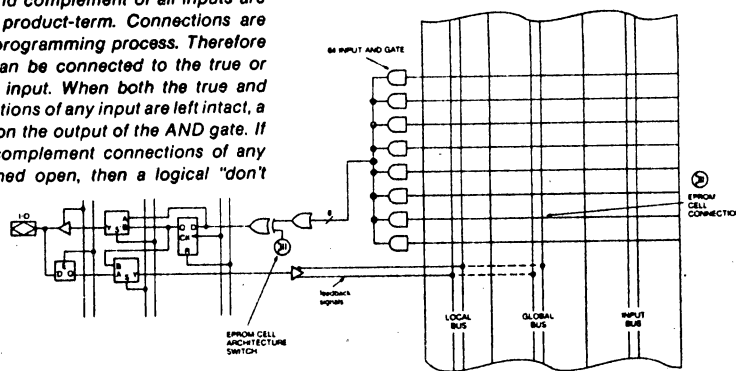 nd complement of all inputs are
product-term. Connections are
programming process. Therefore
an be connected to the true or
input. When both the true and
tions of any input are left intact, a
on the output of the AND gate. If
complement connections of any
ned open, then a logical "don't
64 INPUT AND GATE
I-O
Y S
A
B
D
CK
8
E
D Q
B
A S Y
EPROM CELL
ARCHITECTURE
SWITCH
feedback
signals
LOCAL
BUS
GLOBAL
BUS
INPUT
BUS
EPROM
CELL
CONNECTION